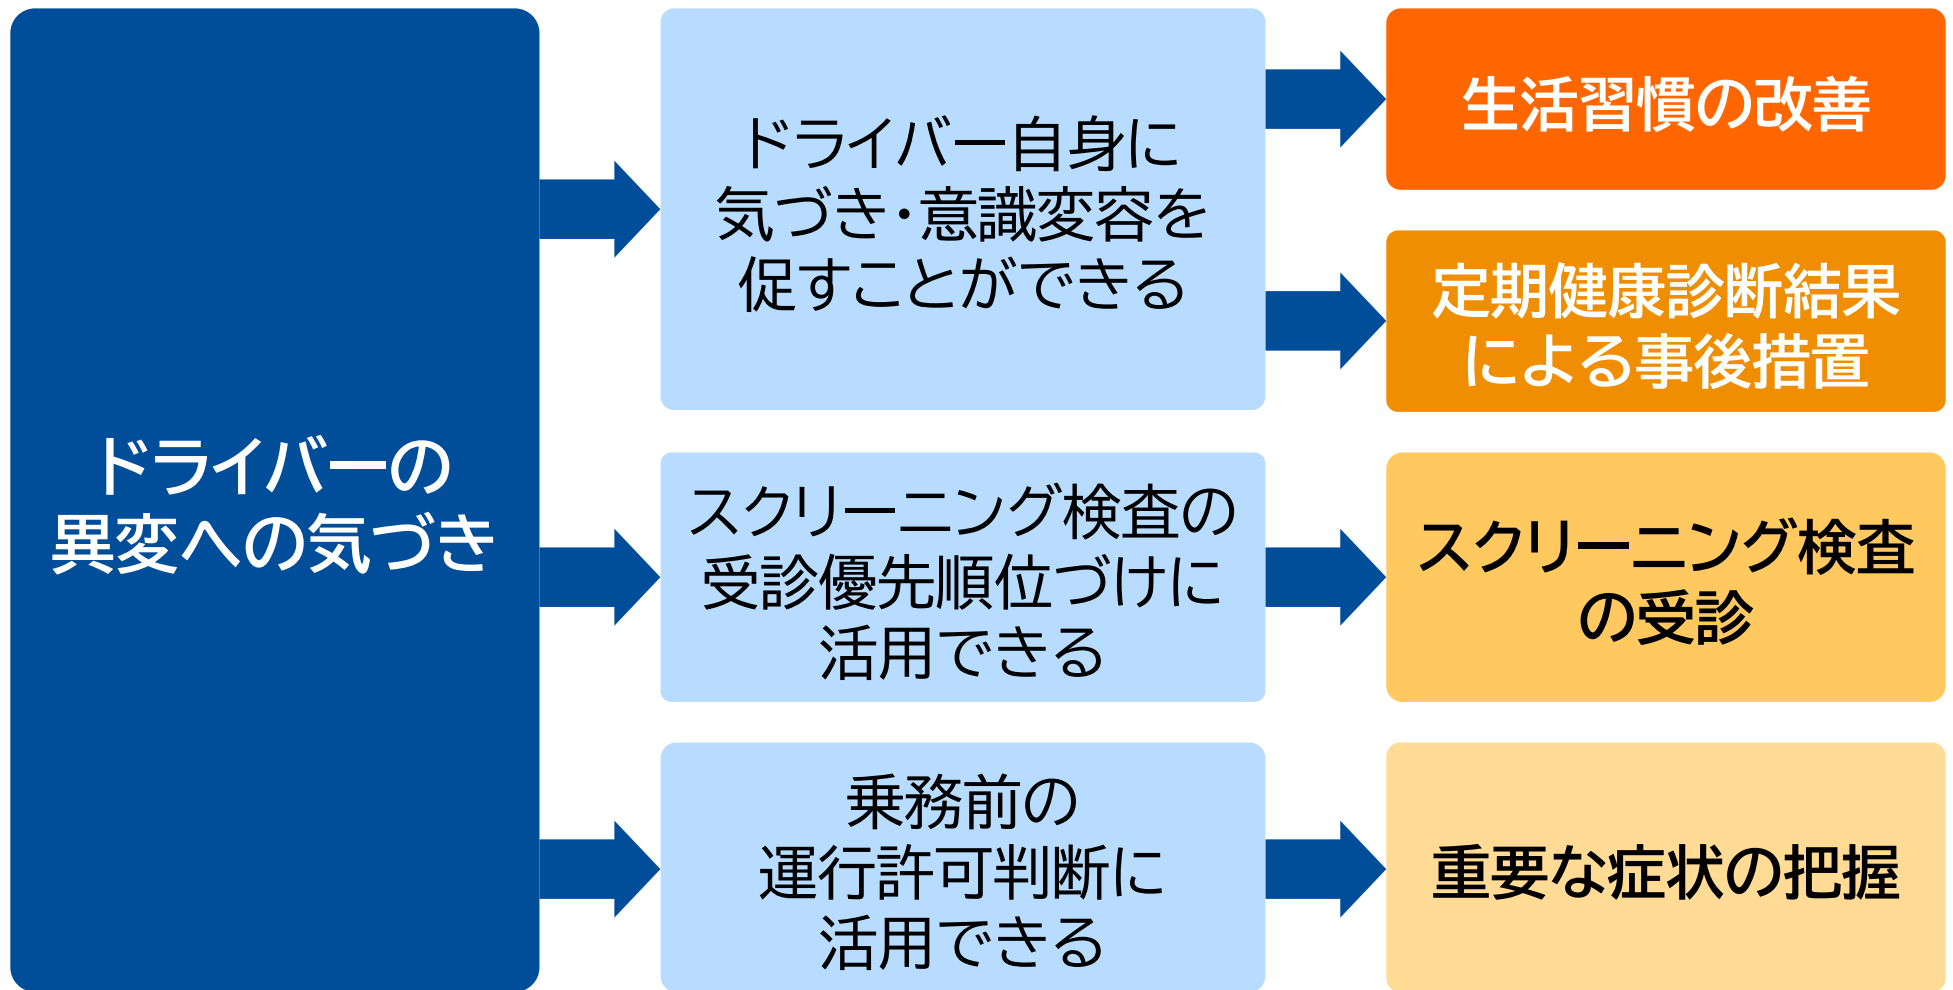 ドライバーの
異変への気づき
ドライバー自身に
気づき・意識変容を
促すことができる
生活習慣の改善
定期健康診断結果
による事後措置
スクリーニング検査の
受診優先順位づけに
活用できる
スクリーニング検査
の受診
乗務前の
運行許可判断に
活用できる
重要な症状の把握